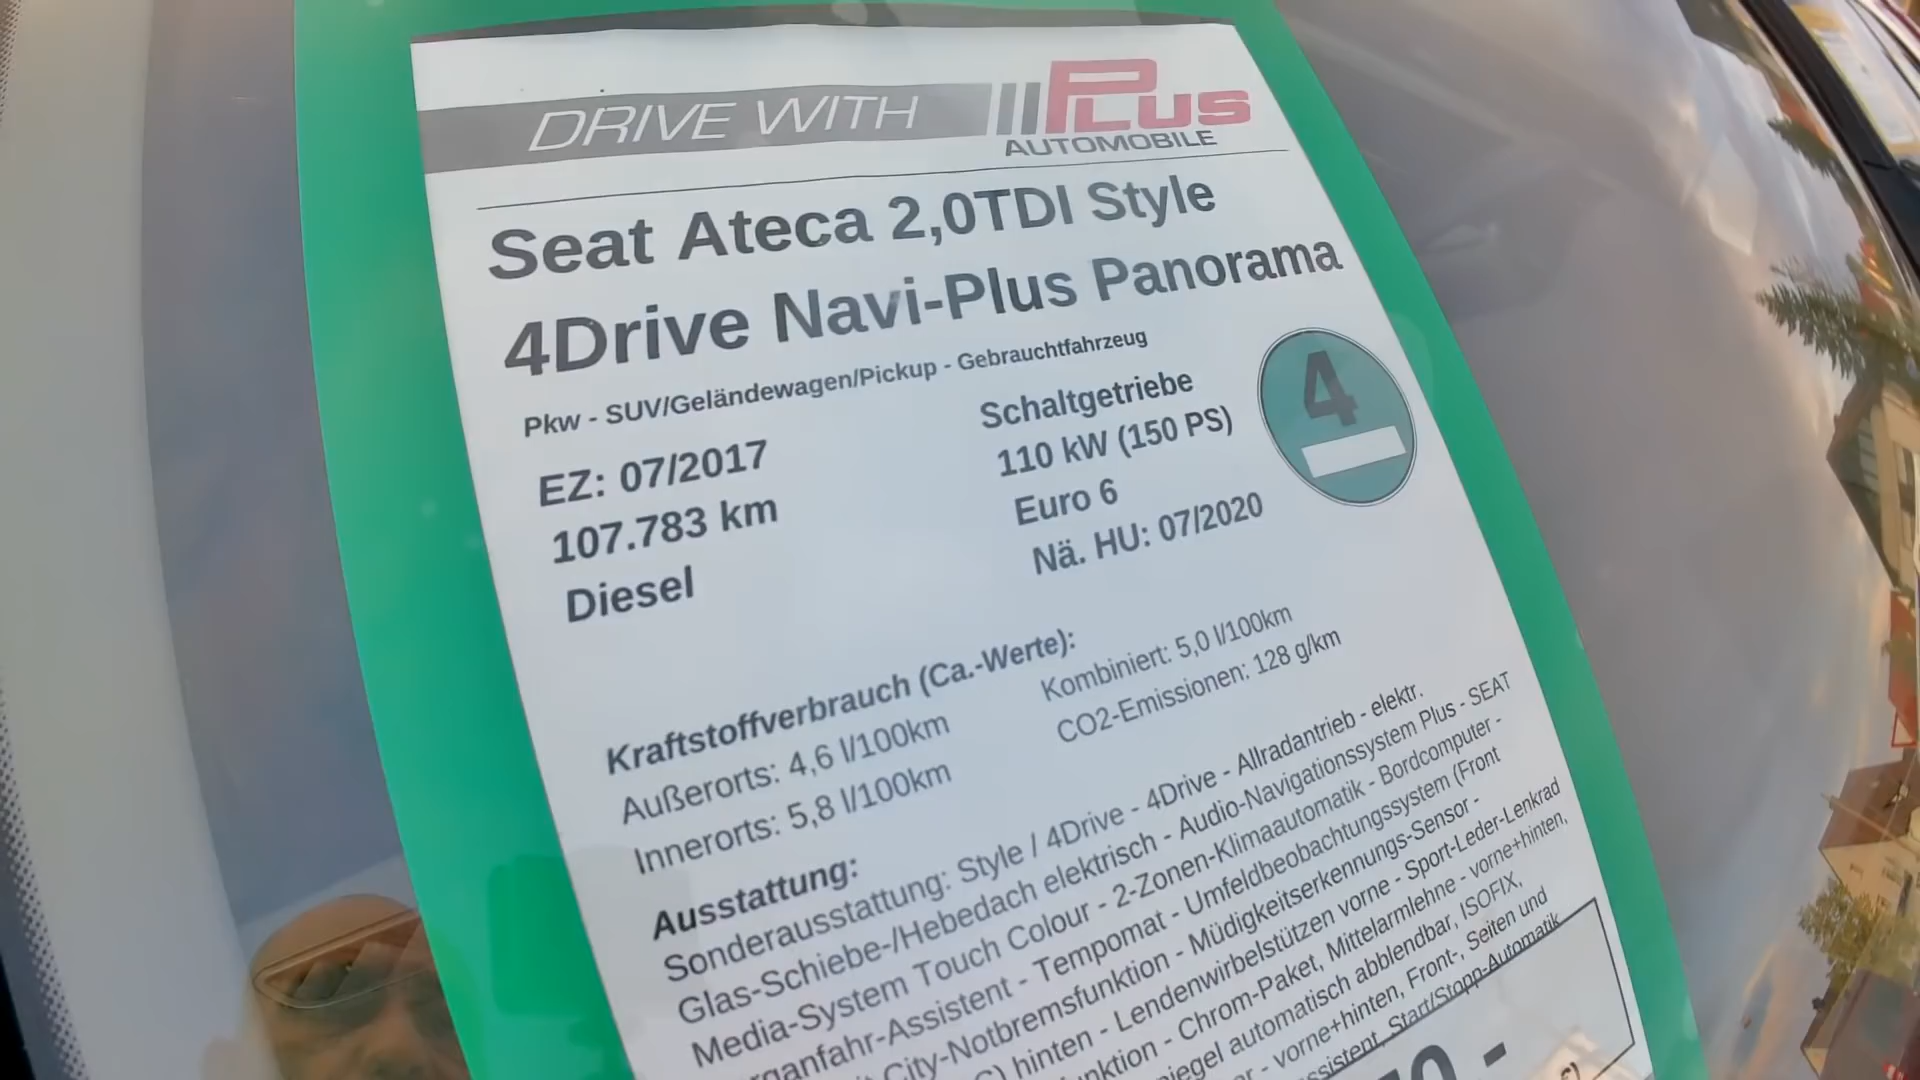 DRIVE WITH PLUS
AUTOMOBILE
Seat Ateca 2,0TDI Style
4Drive Navi-Plus Panorama
Pkw - SUV/Geländewagen/Pickup - Gebrauchtfahrzeug
EZ: 07/2017
107.783 km
Diesel
Schaltgetriebe
110 kW (150 PS)
Euro 6
Nä. HU: 07/2020
4
Kraftstoffverbrauch (Ca.-Werte):
Außerorts: 4,6 l/100km
Innerorts: 5,8 l/100km
Kombiniert: 5,0 l/100km
CO2-Emissionen: 128 g/km
Ausstattung:
Sonderausstattung: Style / 4Drive - 4Drive - Allradantrieb - elektr.
Glas-Schiebe-/Hebedach elektrisch - Audio-Navigationssystem Plus - SEAT
Media-System Touch Colour - 2-Zonen-Klimaautomatik - Bordcomputer -
Tempomat - Umfeldbeobachtungssystem (Front
City-Notbremsfunktion - Müdigkeitserkennungs-Sensor -
hinten - Lendenwirbelstützen vorne - Sport-Leder-Lenkrad
- Chrom-Paket, Mittelarmlehne - vorne+hinten,
automatisch abblendbar, ISOFIX,
- vorne+hinten, Front-, Seiten und
Start/Stopp-Automatik